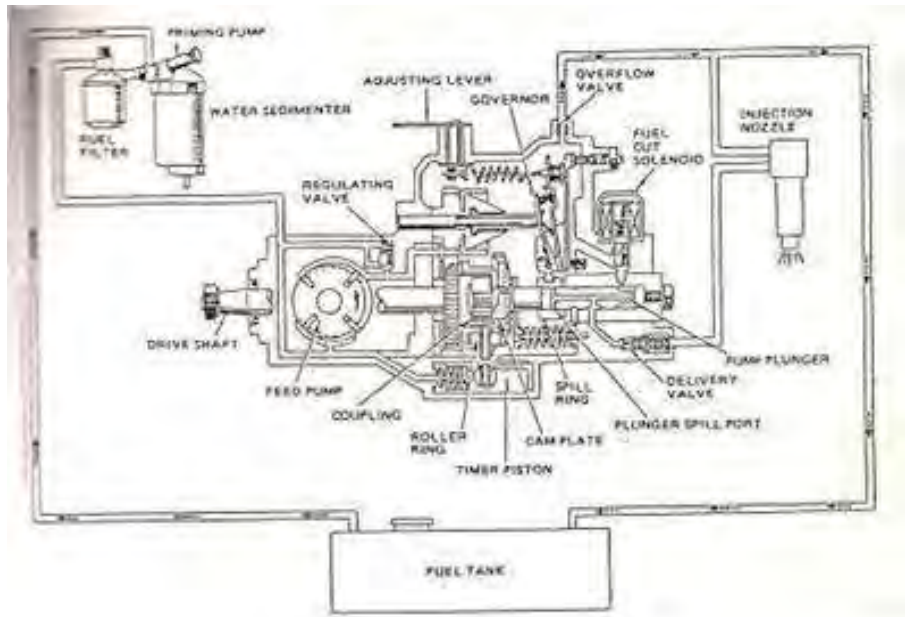 PRIMING PUMP
ADJUSTING LEVER
GOVERNOR
OVERFLOW
VALVE
WATER SEDIMENTER
FUEL
FILTER
FUEL
CUT
SOLENOID
INJECTION
NOZZLE
REGULATING
VALVE
DRIVE SHAFT
FEED PUMP
COUPLING
ROLLER
RING
TIMER PISTON
CAM PLATE
SPILL
RING
PLUNGER SPILL PORT
DELIVERY
VALVE
PUMP PLUNGER
FUEL TANK